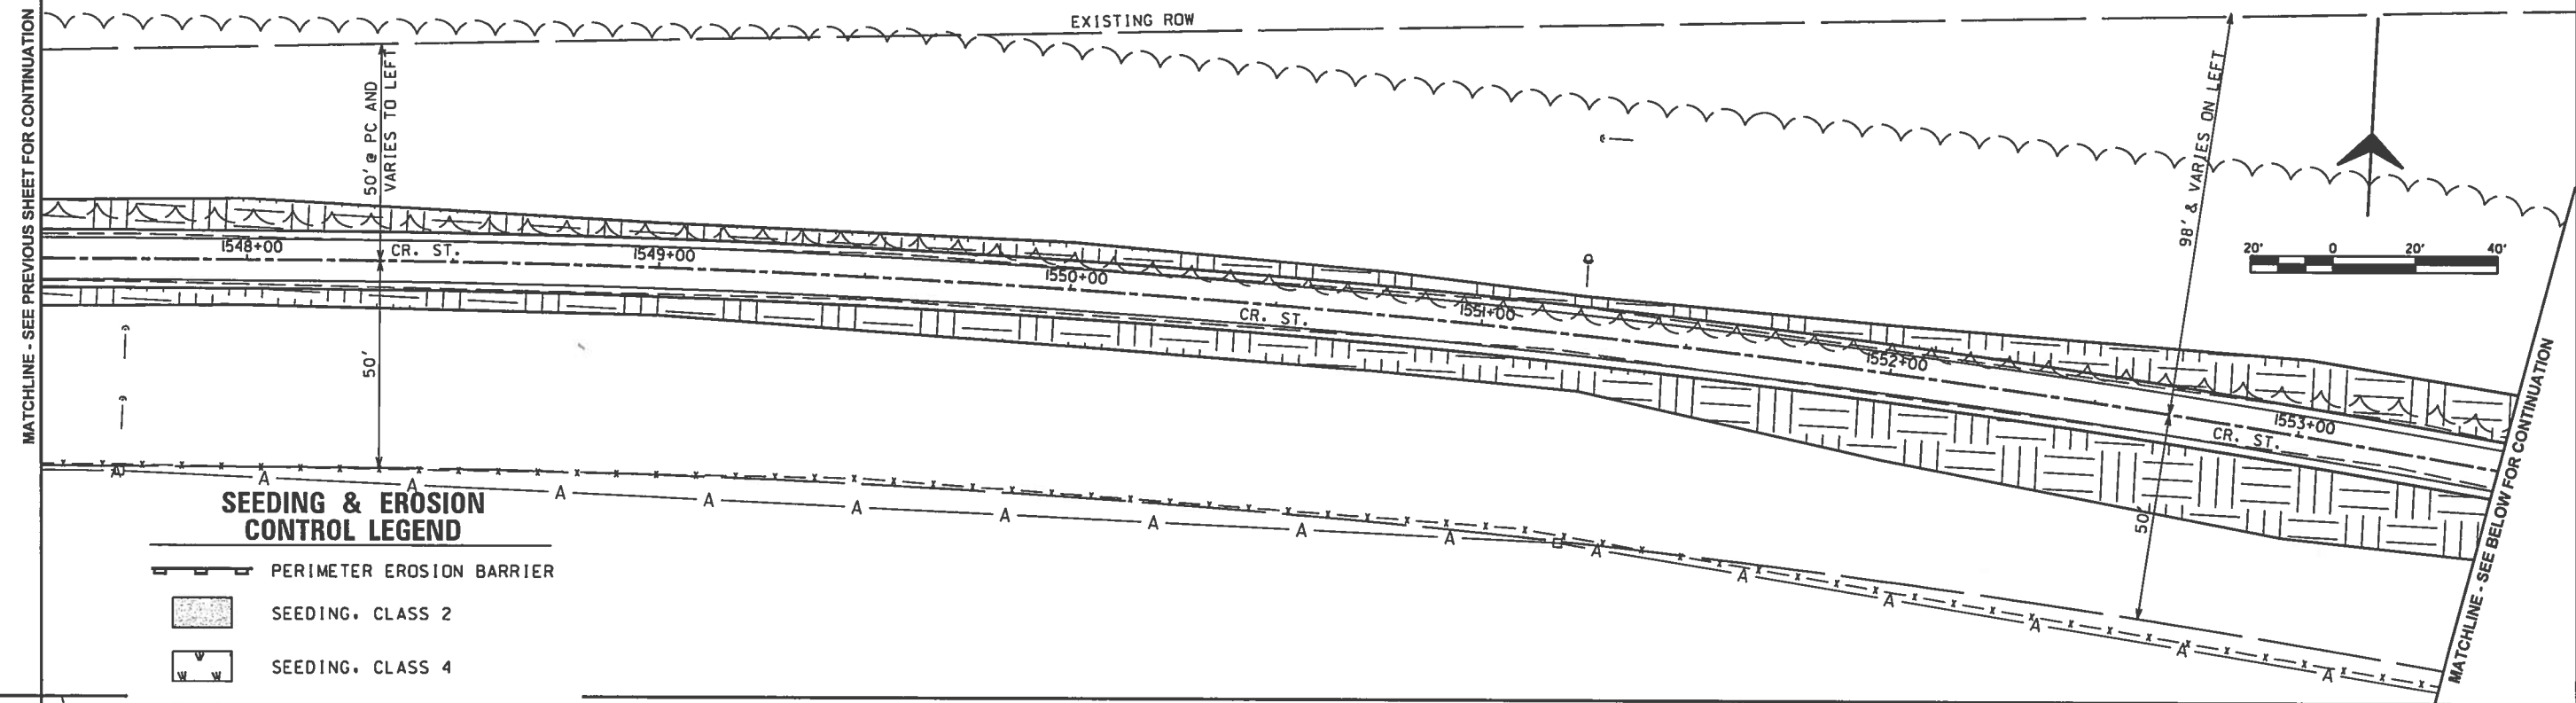 MATCHLINE - SEE PREVIOUS SHEET FOR CONTINUATION
EXISTING ROW
50' @ PC AND
VARIES TO LEFT
98' & VARIES ON LEFT
20' 0 20' 40'
1548+00
CR. ST.
1549+00
1550+00
CR. ST.
1551+00
1552+00
1553+00
CR. ST.
50'
50'
A A A A A A A A A A A A A A A A
SEEDING & EROSION
CONTROL LEGEND
PERIMETER EROSION BARRIER
SEEDING, CLASS 2
SEEDING, CLASS 4
MATCHLINE - SEE BELOW FOR CONTINUATION